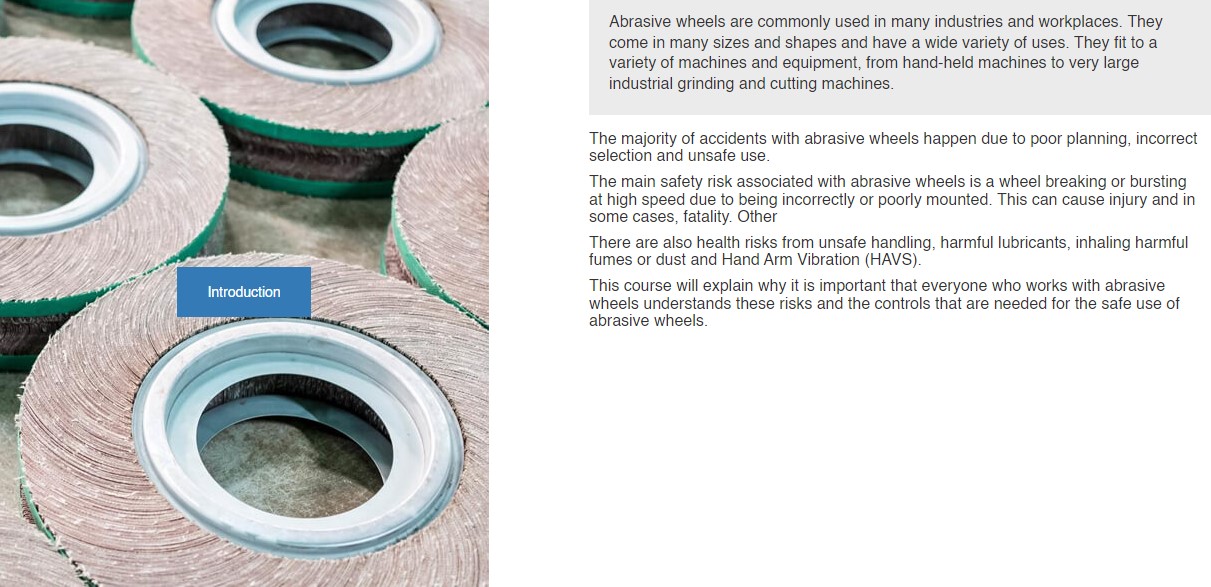 Abrasive wheels are commonly used in many industries and workplaces. They
come in many sizes and shapes and have a wide variety of uses. They fit to a
variety of machines and equipment, from hand-held machines to very large
industrial grinding and cutting machines.
The majority of accidents with abrasive wheels happen due to poor planning, incorrect
selection and unsafe use.
The main safety risk associated with abrasive wheels is a wheel breaking or bursting
at high speed due to being incorrectly or poorly mounted. This can cause injury and in
some cases, fatality. Other
There are also health risks from unsafe handling, harmful lubricants, inhaling harmful
fumes or dust and Hand Arm Vibration (HAVS).
This course will explain why it is important that everyone who works with abrasive
wheels understands these risks and the controls that are needed for the safe use of
abrasive wheels.
Introduction